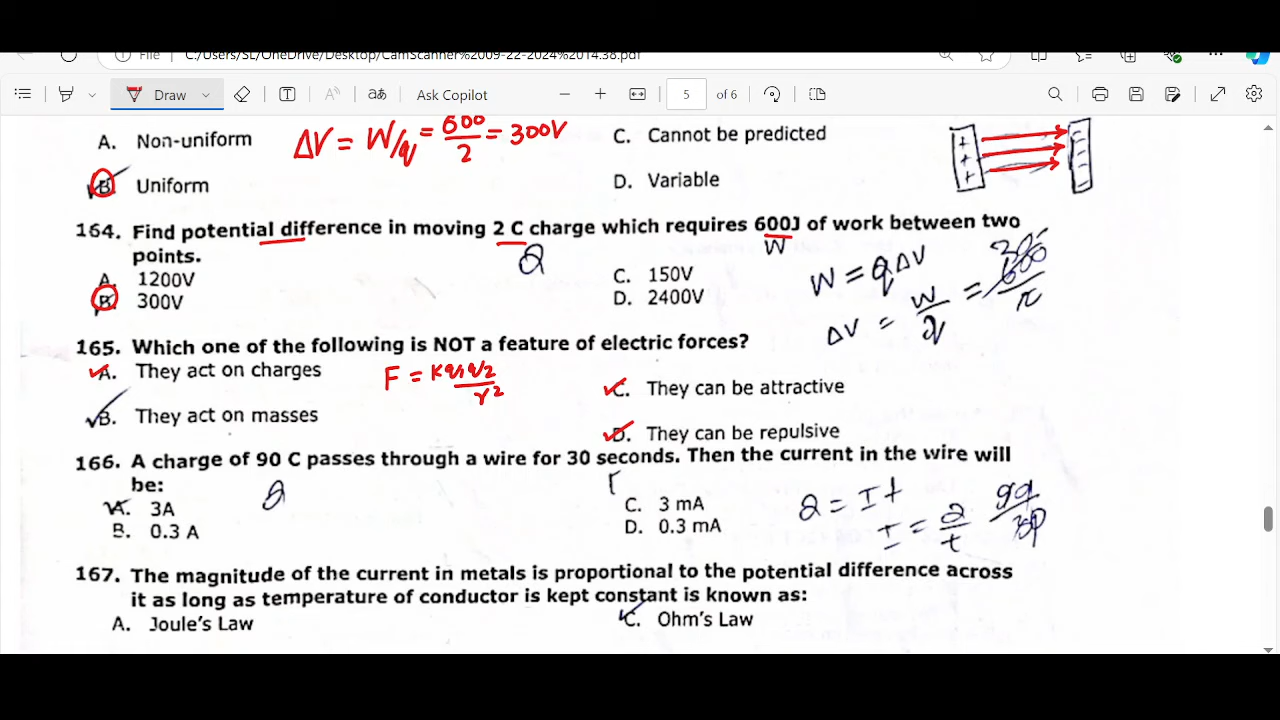 File C:/Users/SL/OneDrive/Desktop/CamScanner%2009-22-2024%2014.38.pdf
Draw Ask Copilot 5 of 6
A. Non-uniform ΔV = W/q = 600/2 = 300V C. Cannot be predicted
B. Uniform D. Variable
164. Find potential difference in moving 2 C charge which requires 600J of work between two
points. Q W
A. 1200V C. 150V W = qΔV
B. 300V D. 2400V ΔV = W/q = 600/2
165. Which one of the following is NOT a feature of electric forces?
A. They act on charges F = Kq1q2/r2 C. They can be attractive
B. They act on masses D. They can be repulsive
166. A charge of 90 C passes through a wire for 30 seconds. Then the current in the wire will
be: Q
A. 3A C. 3 mA Q = It
B. 0.3 A D. 0.3 mA I = Q/t 90/30
167. The magnitude of the current in metals is proportional to the potential difference across
it as long as temperature of conductor is kept constant is known as:
A. Joule's Law C. Ohm's Law